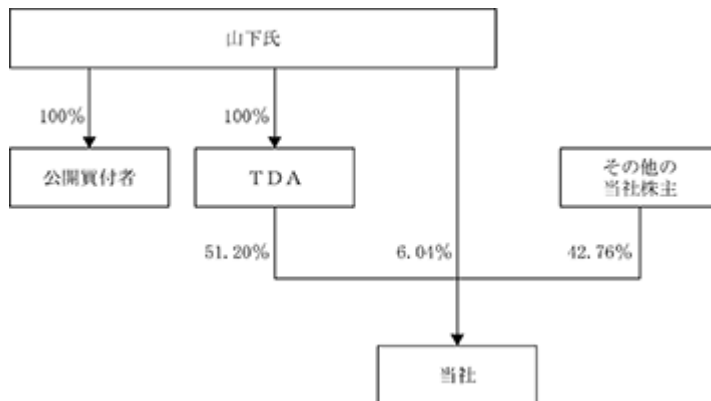 山下氏
100%
100%
公開買付者
TDA
その他の
当社株主
51.20%
6.04%
42.76%
当社